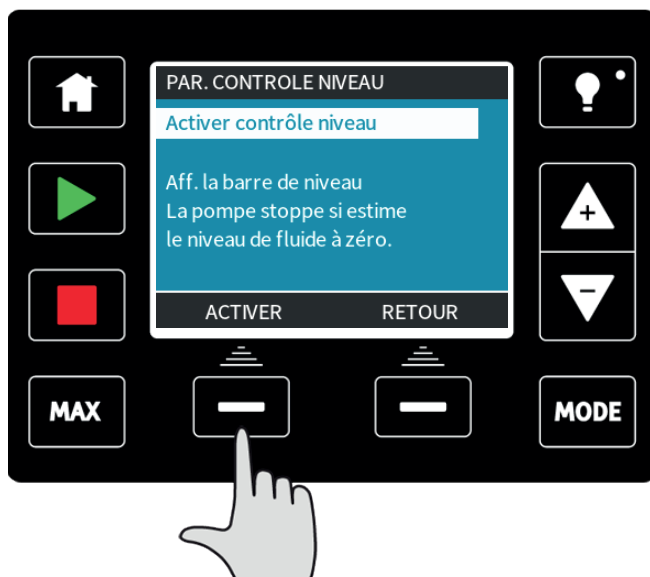 PAR. CONTROLE NIVEAU
Activer contrôle niveau
Aff. la barre de niveau
La pompe stoppe si estime
le niveau de fluide à zéro.
ACTIVER RETOUR
+
−
MAX
MODE